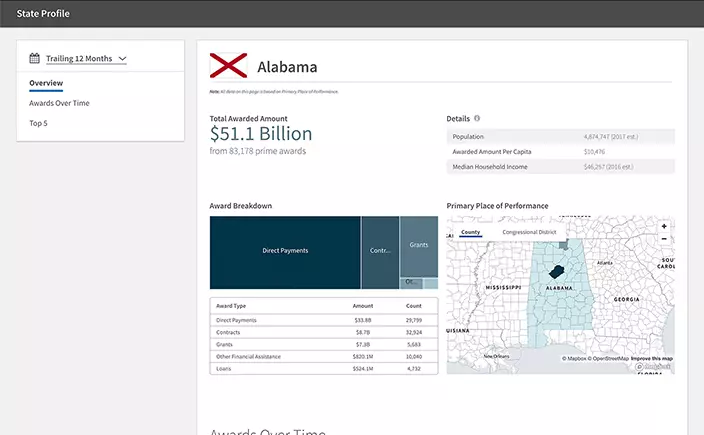 State Profile
Trailing 12 Months
Overview
Awards Over Time
Top 5
Alabama
Note: All data on this page is based on Primary Place of Performance.
Total Awarded Amount
$51.1 Billion
from 83,178 prime awards
Details
Population 4,874,747 (2017 est.)
Awarded Amount Per Capita $10,476
Median Household Income $46,257 (2016 est.)
Award Breakdown
Direct Payments
Contr...
Grants
Ot...
Award Type Amount Count
Direct Payments $33.8B 29,799
Contracts $8.7B 32,924
Grants $7.3B 5,683
Other Financial Assistance $820.1M 10,040
Loans $524.1M 4,732
Primary Place of Performance
County
Congressional District
+
−
Atlanta
SOU
CAROL
MISSISSIPPI
ALABAMA
GEORGIA
UISIANA
New Orleans
© Mapbox © OpenStreetMap Improve this map
FLORIDA
Awards Over Time